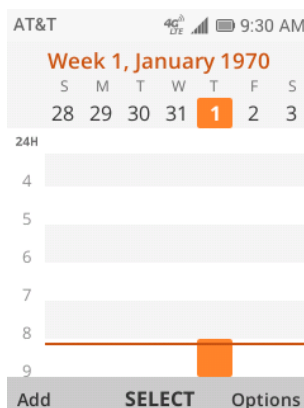 AT&T 4G LTE 9:30 AM
Week 1, January 1970
S M T W T F S
28 29 30 31 1 2 3
24H
4
5
6
7
8
9
Add SELECT Options